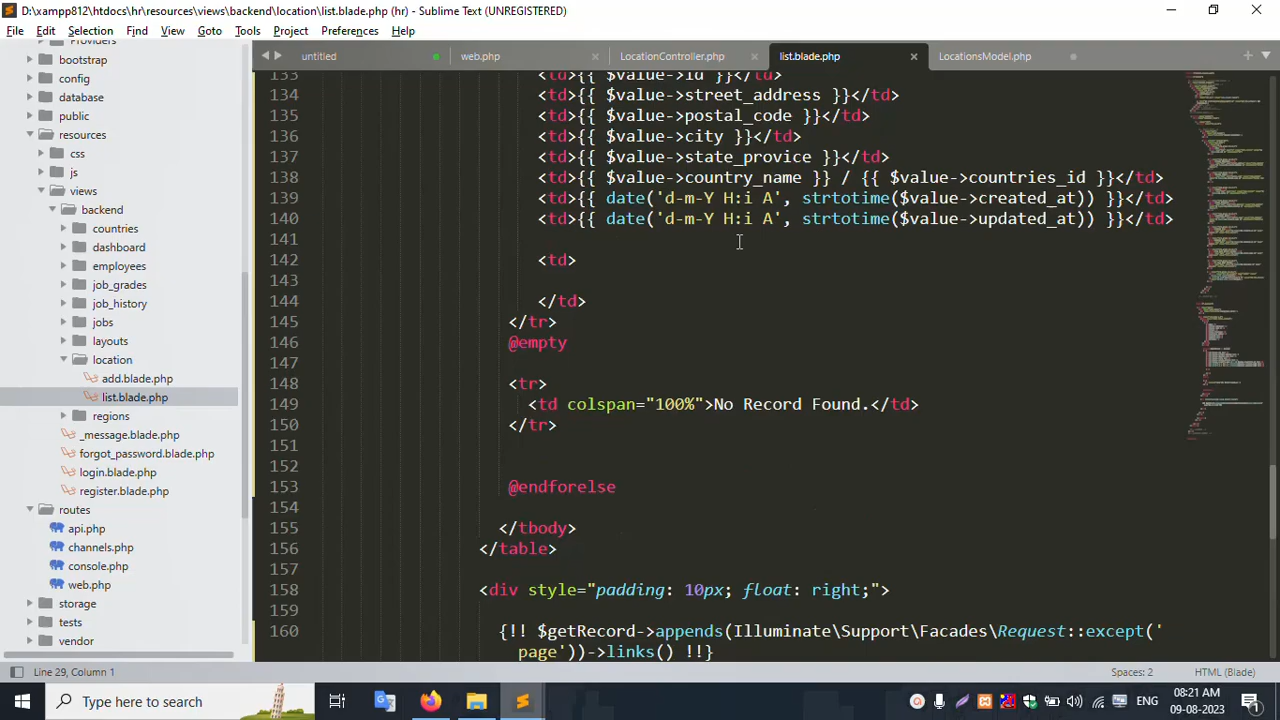 D:\xampp812\htdocs\hr\resources\views\backend\location\list.blade.php (hr) - Sublime Text (UNREGISTERED)
File Edit Selection Find View Goto Tools Project Preferences Help
untitled web.php LocationController.php list.blade.php LocationsModel.php
Providers
bootstrap
config
database
public
resources
css
js
views
backend
countries
dashboard
employees
job_grades
job_history
jobs
layouts
location
add.blade.php
list.blade.php
regions
_message.blade.php
forgot_password.blade.php
login.blade.php
register.blade.php
routes
api.php
channels.php
console.php
web.php
storage
tests
vendor
133 <td>{{ $value->id }}</td>
134 <td>{{ $value->street_address }}</td>
135 <td>{{ $value->postal_code }}</td>
136 <td>{{ $value->city }}</td>
137 <td>{{ $value->state_provice }}</td>
138 <td>{{ $value->country_name }} / {{ $value->countries_id }}</td>
139 <td>{{ date('d-m-Y H:i A', strtotime($value->created_at)) }}</td>
140 <td>{{ date('d-m-Y H:i A', strtotime($value->updated_at)) }}</td>
141
142 <td>
143
144 </td>
145 </tr>
146 @empty
147
148 <tr>
149 <td colspan="100%">No Record Found.</td>
150 </tr>
151
152
153 @endforelse
154
155 </tbody>
156 </table>
157
158 <div style="padding: 10px; float: right;">
159
160 {!! $getRecord->appends(Illuminate\Support\Facades\Request::except('
page'))->links() !!}
Line 29, Column 1 Spaces: 2 HTML (Blade)
Type here to search
ENG
08:21 AM
09-08-2023